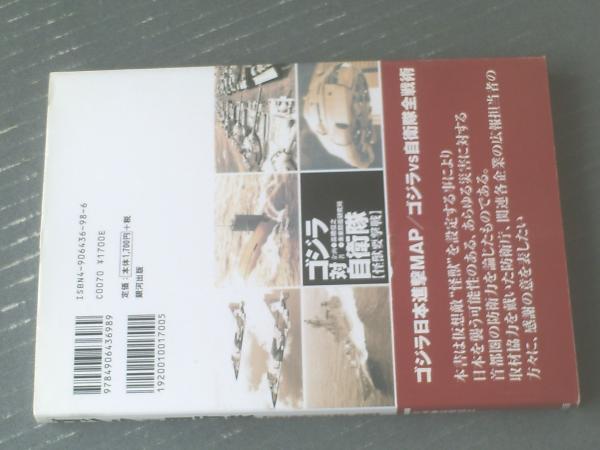 ゴジラ日本進撃MAP／ゴジラvs自衛隊全戦術
本書は仮想敵“怪獣”を設定する事により
日本を襲う可能性のある、あらゆる災害に対する
首都圏の防衛力を論じたものである。
取材協力を戴いた防衛庁、関連各企業の広報担当者の
方々に、感謝の意を表したい
ゴジラ
対
自衛隊
【怪獣要撃戦】
ISBN4-906436-98-6
C0070 ¥1700E
定価：本体1,700円＋税
銀河出版
9784906436989
1920010017005